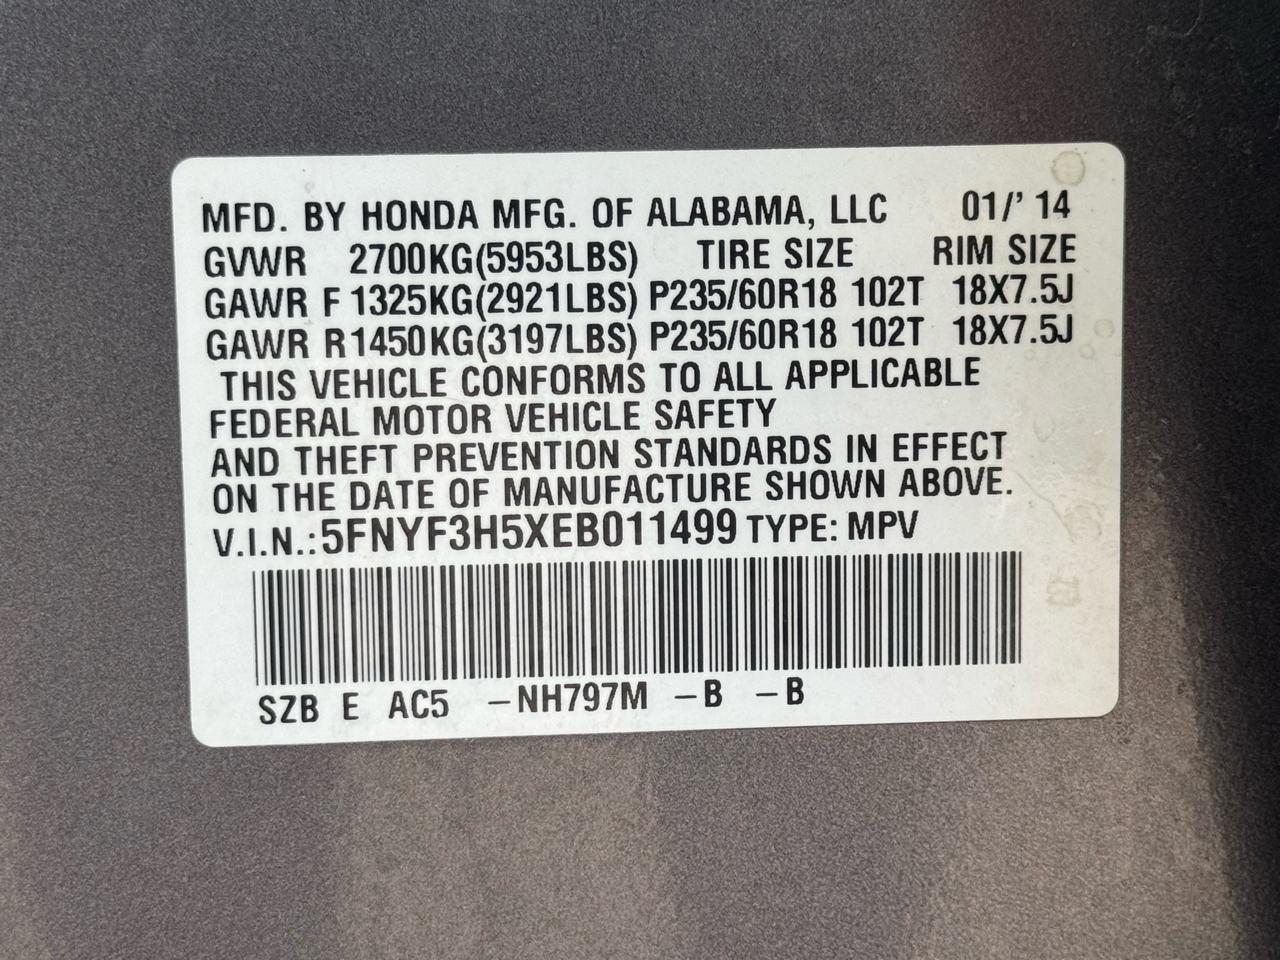 MFD. BY HONDA MFG. OF ALABAMA, LLC 01/' 14
GVWR 2700KG(5953LBS) TIRE SIZE RIM SIZE
GAWR F 1325KG(2921LBS) P235/60R18 102T 18X7.5J
GAWR R 1450KG(3197LBS) P235/60R18 102T 18X7.5J
THIS VEHICLE CONFORMS TO ALL APPLICABLE
FEDERAL MOTOR VEHICLE SAFETY
AND THEFT PREVENTION STANDARDS IN EFFECT
ON THE DATE OF MANUFACTURE SHOWN ABOVE.
V.I.N.: 5FNYF3H5XEB011499 TYPE: MPV
SZB E AC5 –NH797M –B –B